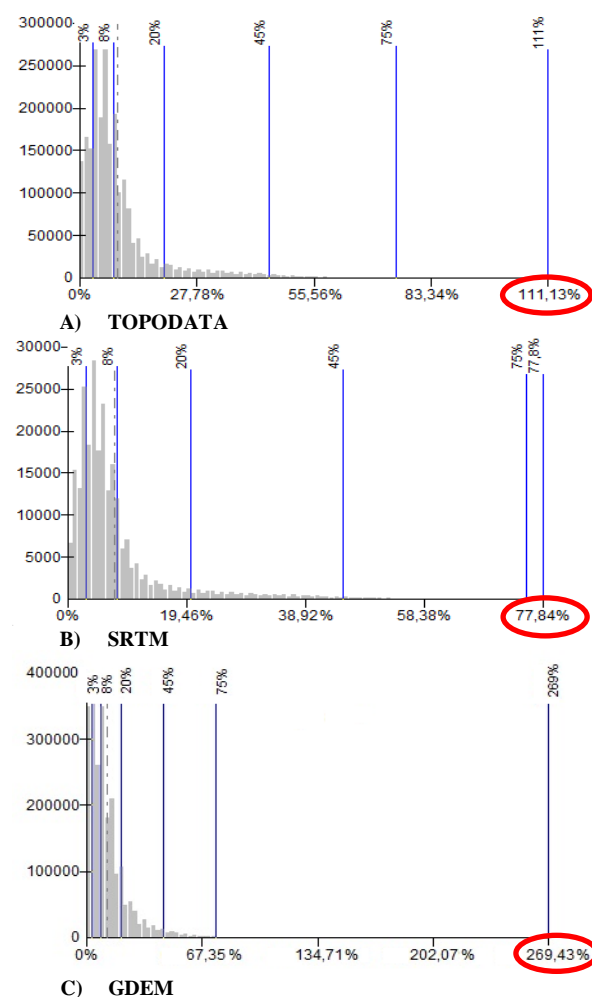 3% 8% 20% 45% 75% 111%
300000
250000
200000
150000
100000
50000
0
0% 27,78% 55,56% 83,34% 111,13%
A) TOPODATA
3% 8% 20% 45% 75% 77,8%
30000
25000
20000
15000
10000
5000
0
0% 19,46% 38,92% 58,38% 77,84%
B) SRTM
3% 8% 20% 45% 75% 269%
400000
300000
200000
100000
0
0% 67,35% 134,71% 202,07% 269,43%
C) GDEM